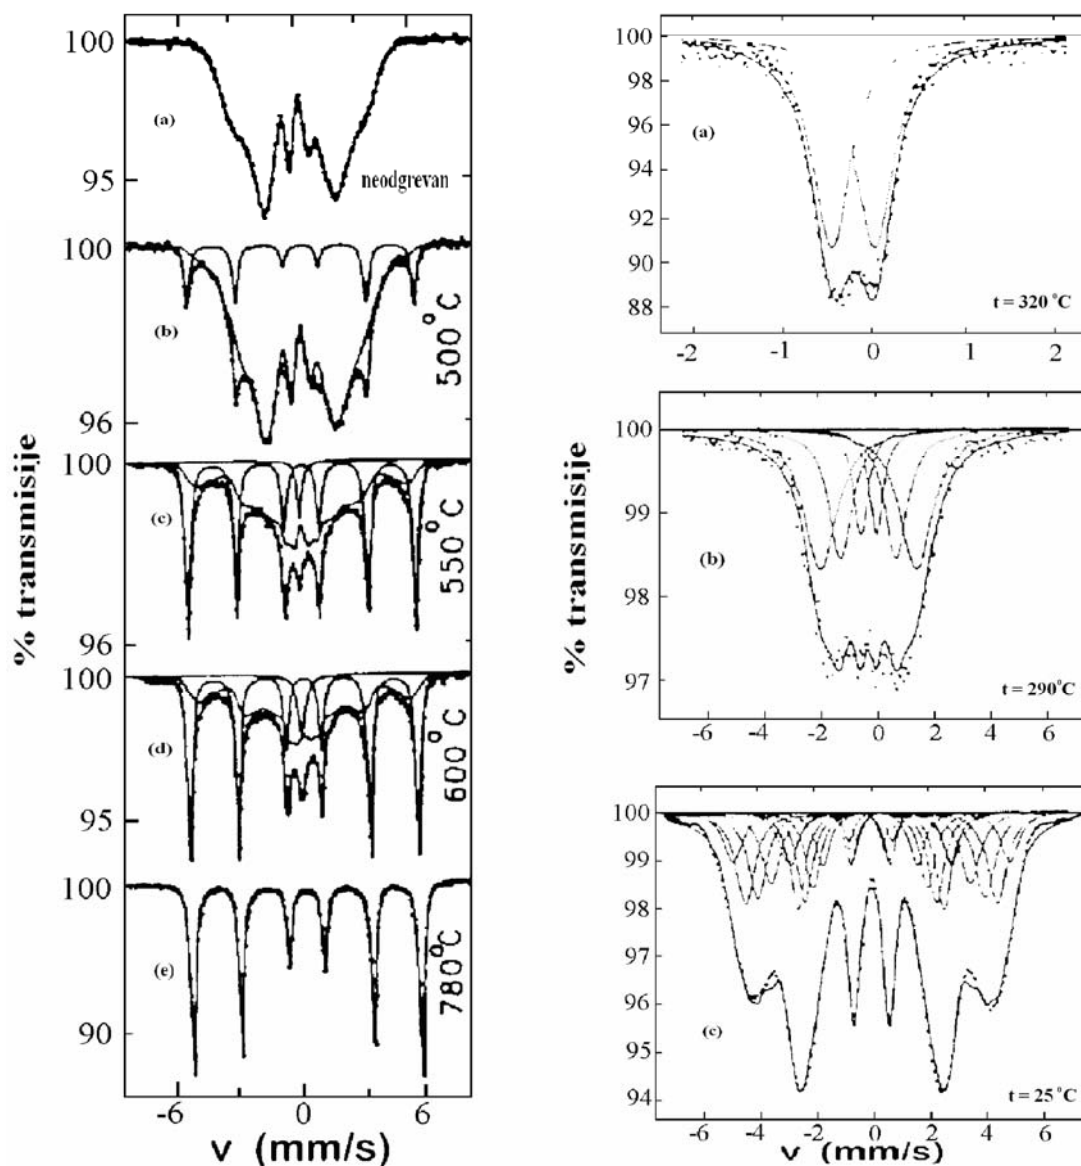 100
(a)
neodgrevan
95
100
(b)
500°C
96
100
(c)
550°C
96
100
(d)
600°C
95
100
(e)
780°C
90
-6
0
6
% transmisije
v (mm/s)
100
98
(a)
96
94
92
90
88
t = 320 °C
-2
-1
0
1
2
100
99
(b)
98
97
t = 290°C
-6
-4
-2
0
2
4
6
% transmisije
100
99
98
97
96
(c)
95
94
t = 25°C
-6
-4
-2
0
2
4
6
v (mm/s)